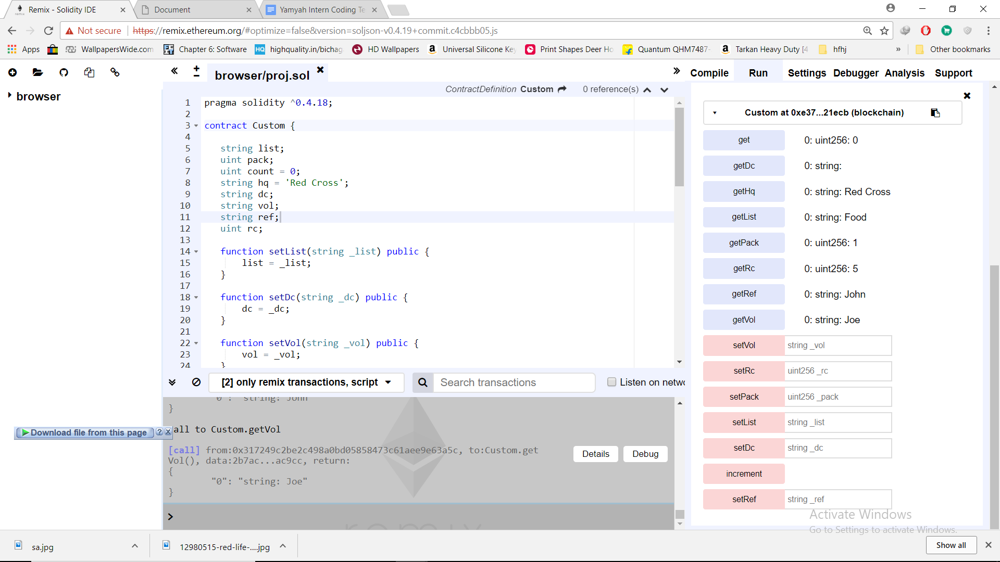 Remix - Solidity IDE
Document
Yamyah Intern Coding Te
Not secure
https://remix.ethereum.org/#optimize=false&version=soljson-v0.4.19+commit.c4cbbb05.js
Apps
WallpapersWide.com
Chapter 6: Software
HQ highquality.in/bichag
HD Wallpapers
a Universal Silicone Key
Print Shapes Deer Ho
Quantum QHM7487-
a Tarkan Heavy Duty [4
hfhj
»
Other bookmarks
browser/proj.sol
Compile Run Settings Debugger Analysis Support
browser
ContractDefinition Custom 0 reference(s)
1 pragma solidity ^0.4.18;
2
3 contract Custom {
4
5 string list;
6 uint pack;
7 uint count = 0;
8 string hq = 'Red Cross';
9 string dc;
10 string vol;
11 string ref;
12 uint rc;
13
14 function setList(string _list) public {
15 list = _list;
16 }
17
18 function setDc(string _dc) public {
19 dc = _dc;
20 }
21
22 function setVol(string _vol) public {
23 vol = _vol;
24 }
[2] only remix transactions, script
Search transactions
Listen on netwo
0 : string: John
}
all to Custom.getVol
[call] from:0x317249c2be2c498a0bd05858473c61aee9e63a5c, to:Custom.get
Vol(), data:2b7ac...ac9cc, return:
{
"0": "string: Joe"
}
Details
Debug
>
remix
Download file from this page ? X
Custom at 0xe37...21ecb (blockchain)
get 0: uint256: 0
getDc 0: string:
getHq 0: string: Red Cross
getList 0: string: Food
getPack 0: uint256: 1
getRc 0: uint256: 5
getRef 0: string: John
getVol 0: string: Joe
setVol string _vol
setRc uint256 _rc
setPack uint256 _pack
setList string _list
setDc string _dc
increment
setRef string _ref
Activate Windows
Go to Settings to activate Windows.
sa.jpg
12980515-red-life-....jpg
Show all